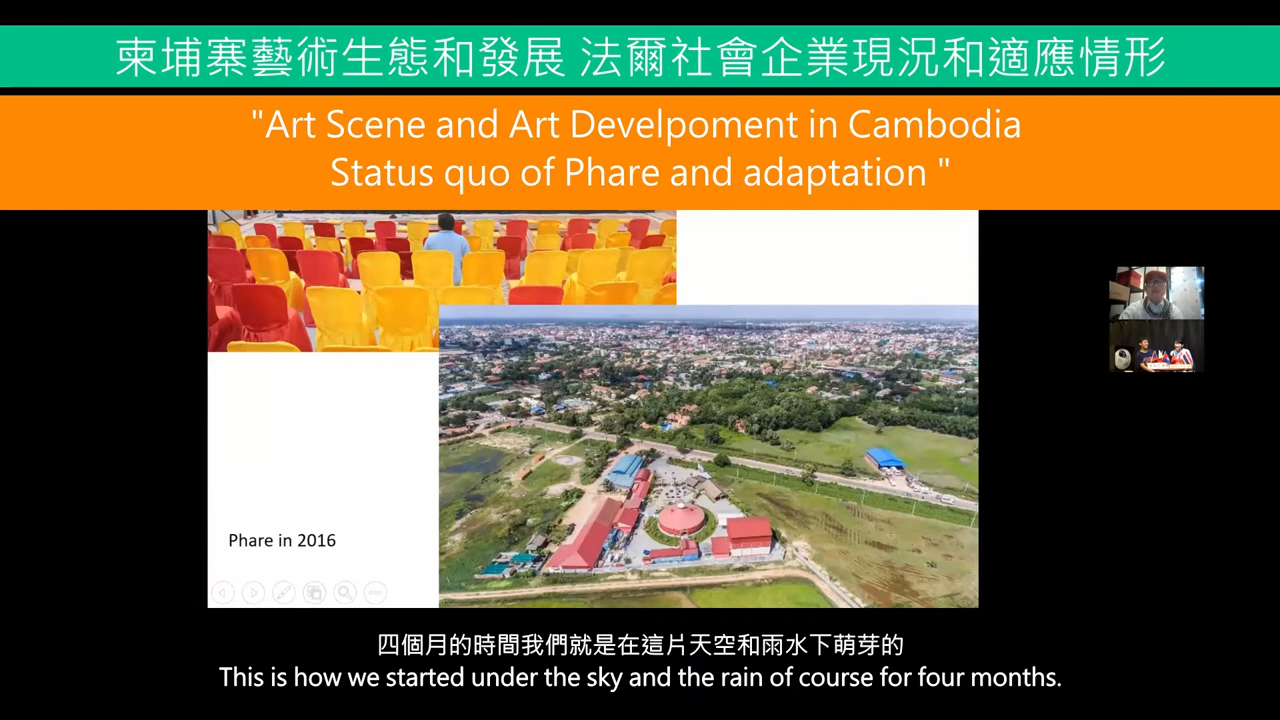 柬埔寨藝術生態和發展 法爾社會企業現況和適應情形
"Art Scene and Art Develpoment in Cambodia
Status quo of Phare and adaptation "
Phare in 2016
四個月的時間我們就是在這片天空和雨水下萌芽的
This is how we started under the sky and the rain of course for four months.